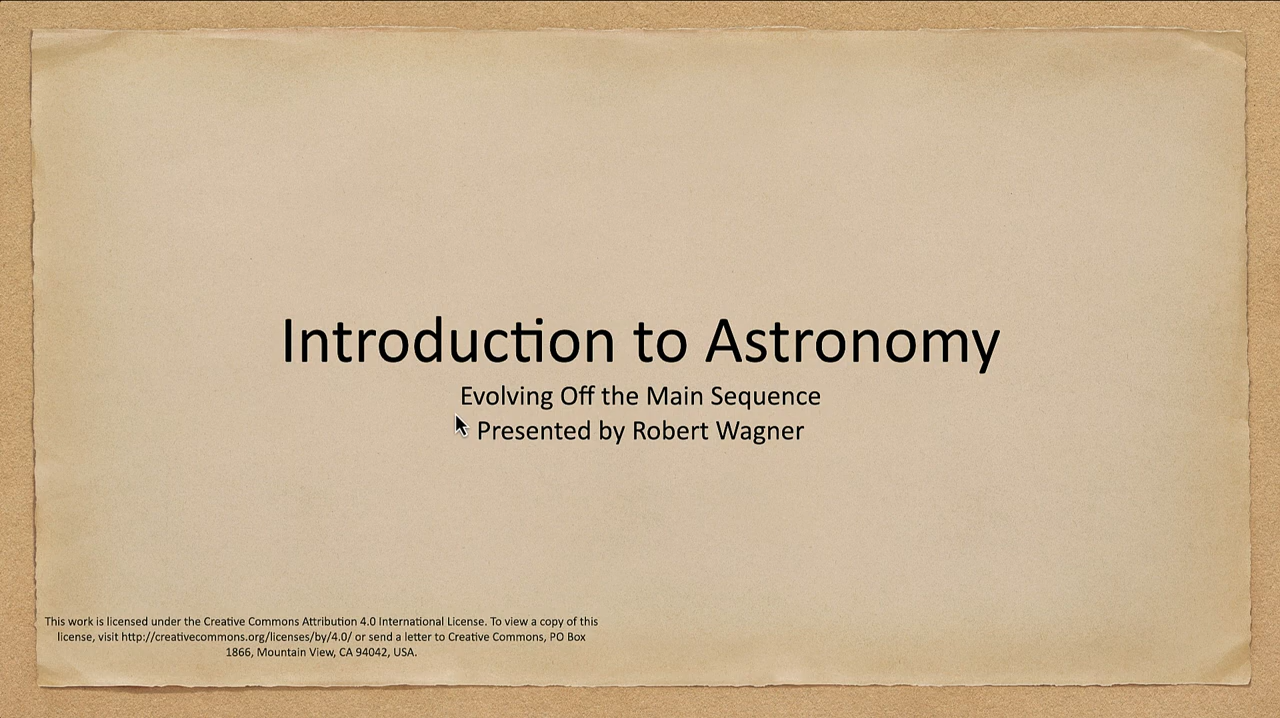 Introduction to Astronomy
Evolving Off the Main Sequence
Presented by Robert Wagner
This work is licensed under the Creative Commons Attribution 4.0 International License. To view a copy of this
license, visit http://creativecommons.org/licenses/by/4.0/ or send a letter to Creative Commons, PO Box
1866, Mountain View, CA 94042, USA.